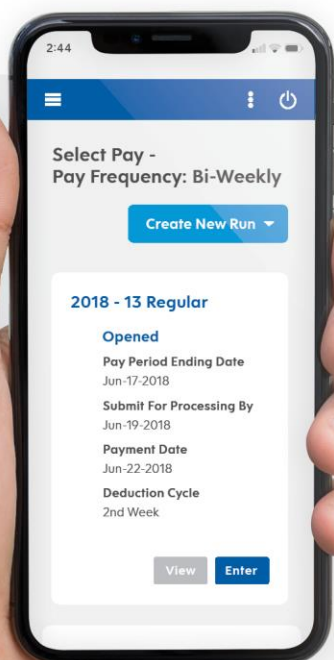 2:44
Select Pay -
Pay Frequency: Bi-Weekly
Create New Run
2018 - 13 Regular
Opened
Pay Period Ending Date
Jun-17-2018
Submit For Processing By
Jun-19-2018
Payment Date
Jun-22-2018
Deduction Cycle
2nd Week
View Enter